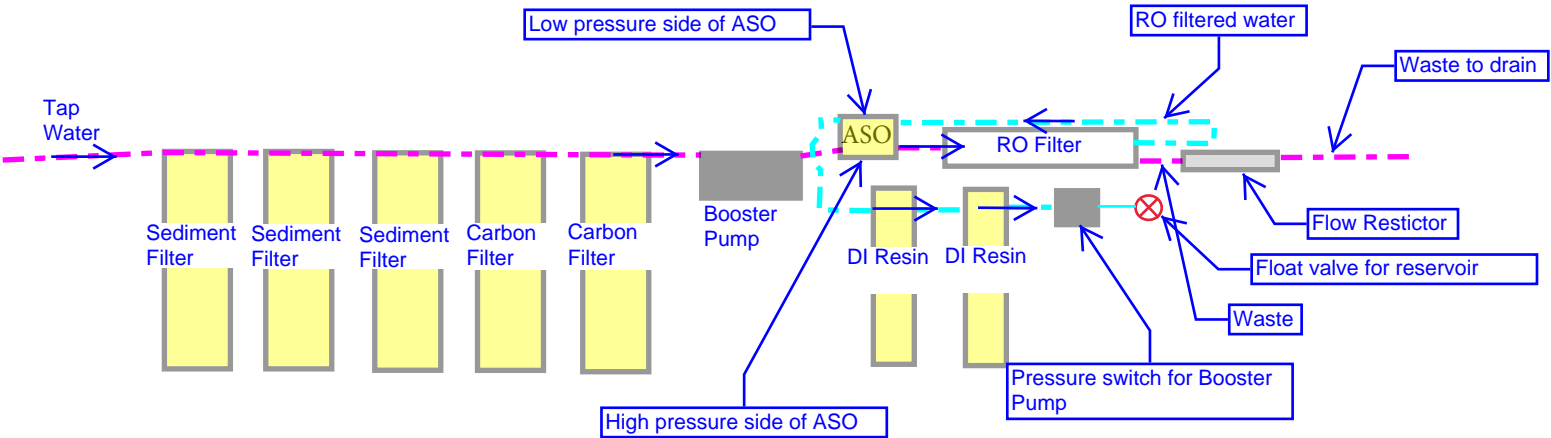 Low pressure side of ASO
RO filtered water
Waste to drain
Tap
Water
ASO
RO Filter
Sediment
Filter
Sediment
Filter
Sediment
Filter
Carbon
Filter
Carbon
Filter
Booster
Pump
DI Resin
DI Resin
Flow Restictor
Float valve for reservoir
Waste
Pressure switch for Booster
Pump
High pressure side of ASO